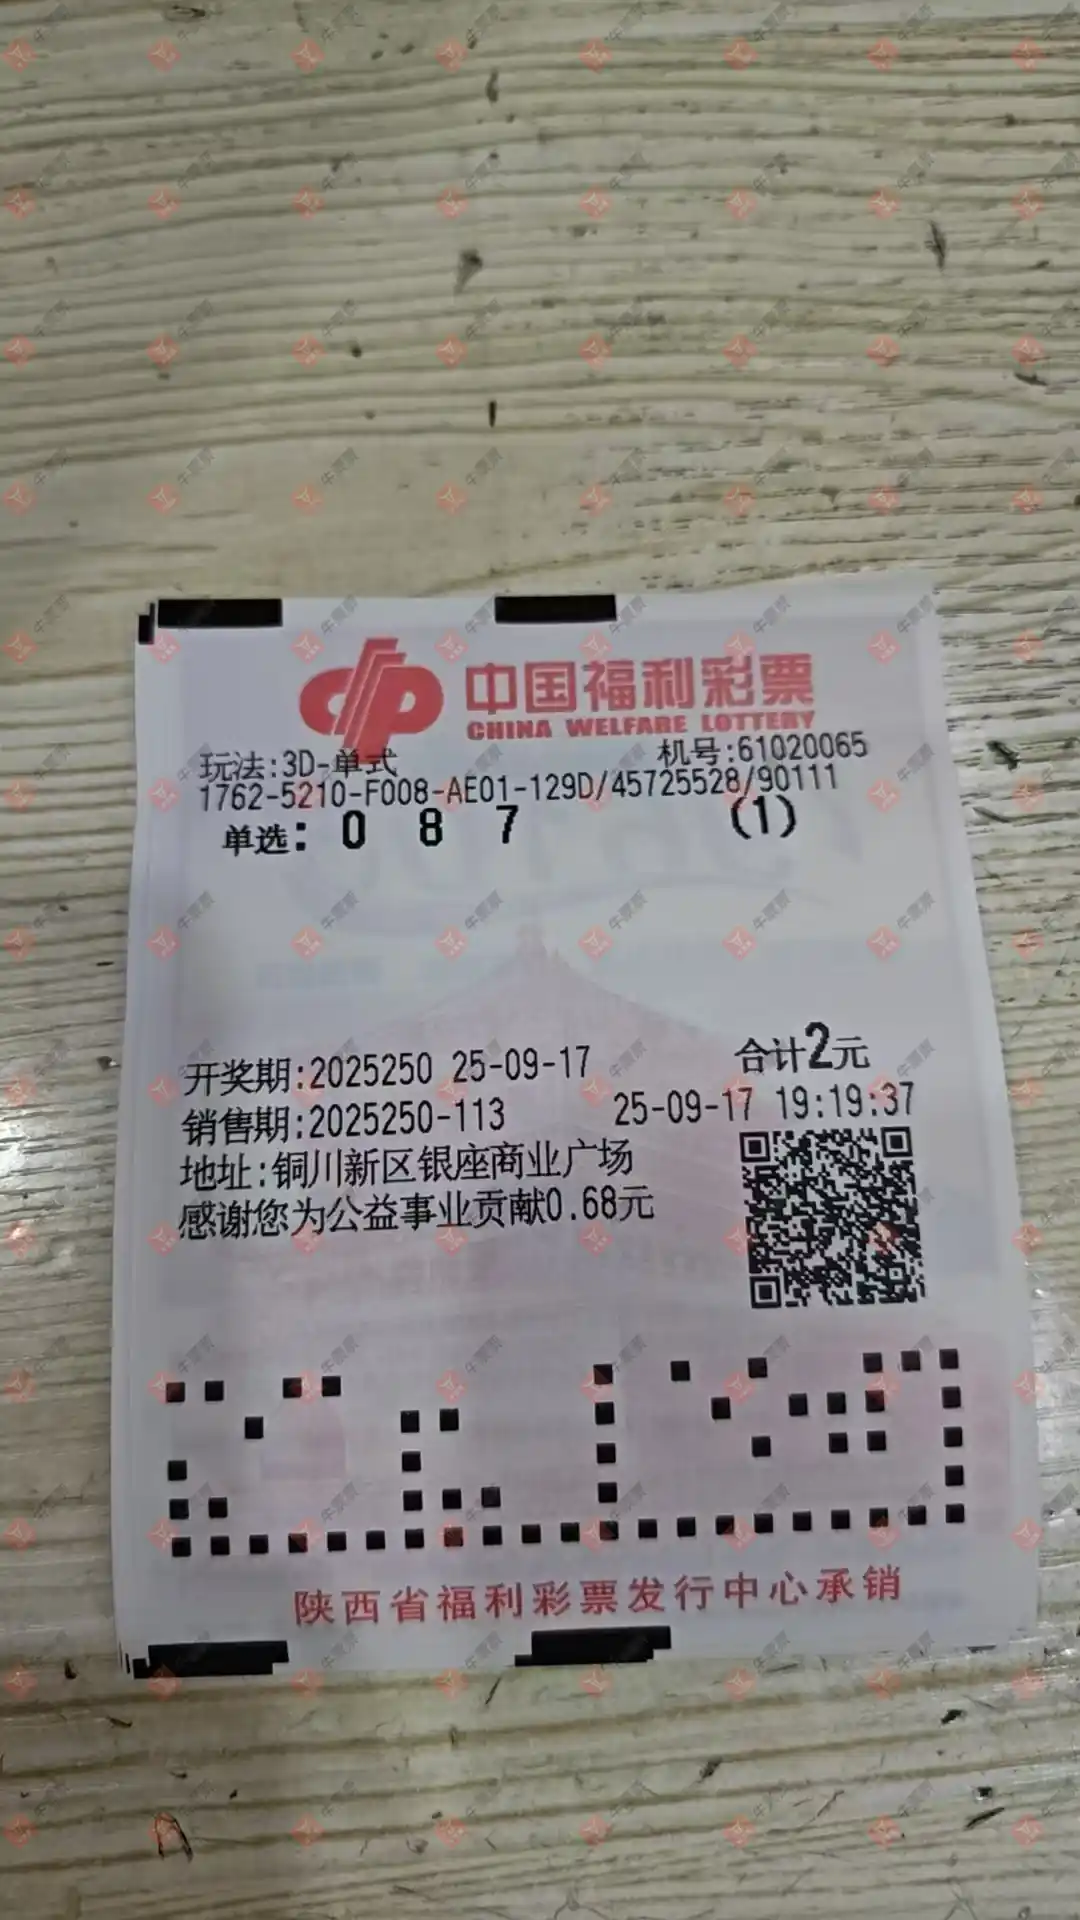 中国福利彩票
CHINA WELFARE LOTTERY
玩法:3D-单式 机号:61020065
1762-5210-F008-AE01-129D/45725528/90111
单选: 0 8 7 (1)
开奖期:2025250 25-09-17 合计2元
销售期:2025250-113 25-09-17 19:19:37
地址:铜川新区银座商业广场
感谢您为公益事业贡献0.68元
陕西省福利彩票发行中心承销